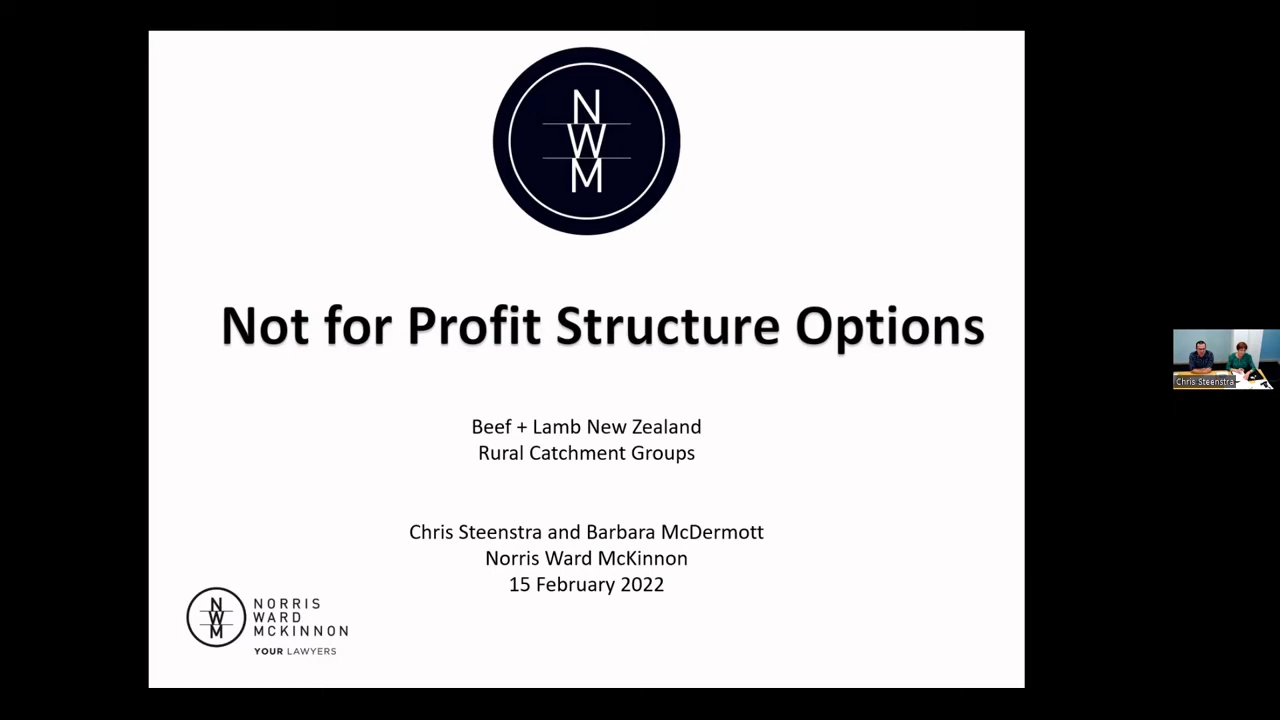 N
W
M
Not for Profit Structure Options
Beef + Lamb New Zealand
Rural Catchment Groups
Chris Steenstra and Barbara McDermott
Norris Ward McKinnon
15 February 2022
N
W
M
NORRIS
WARD
MCKINNON
YOUR LAWYERS
Chris Steenstra